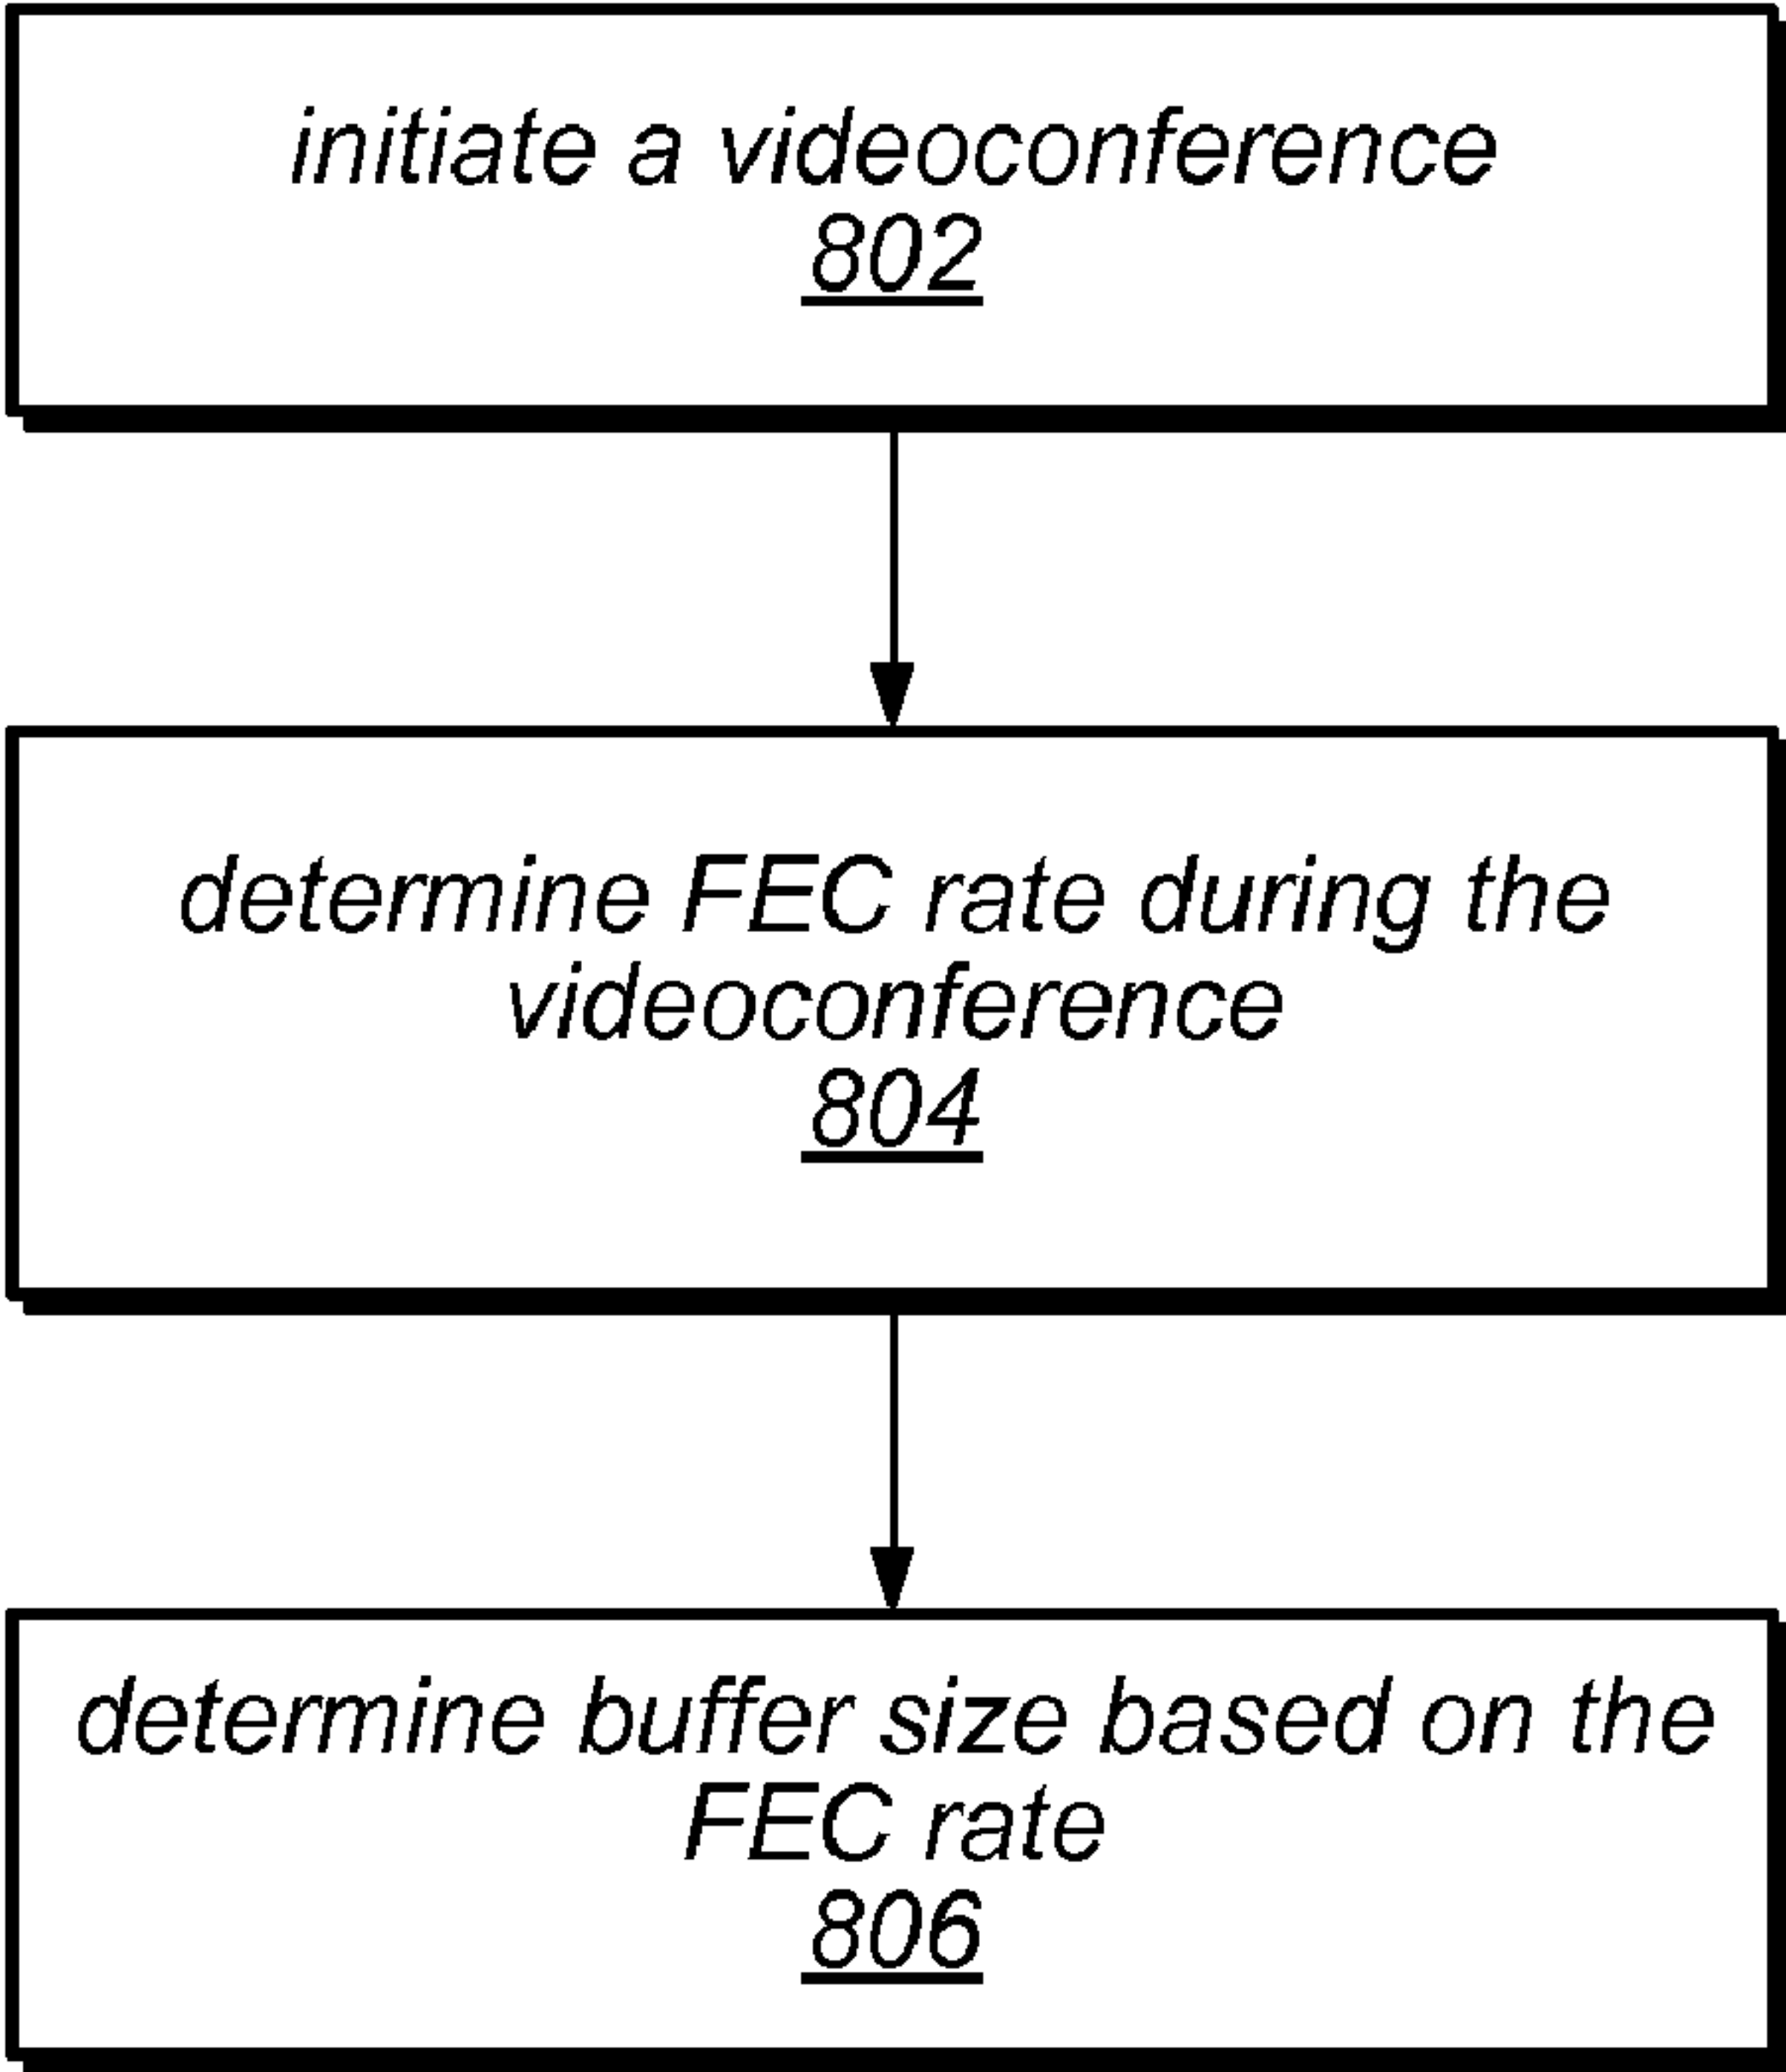 initiate a videoconference
802
determine FEC rate during the
videoconference
804
determine buffer size based on the
FEC rate
806